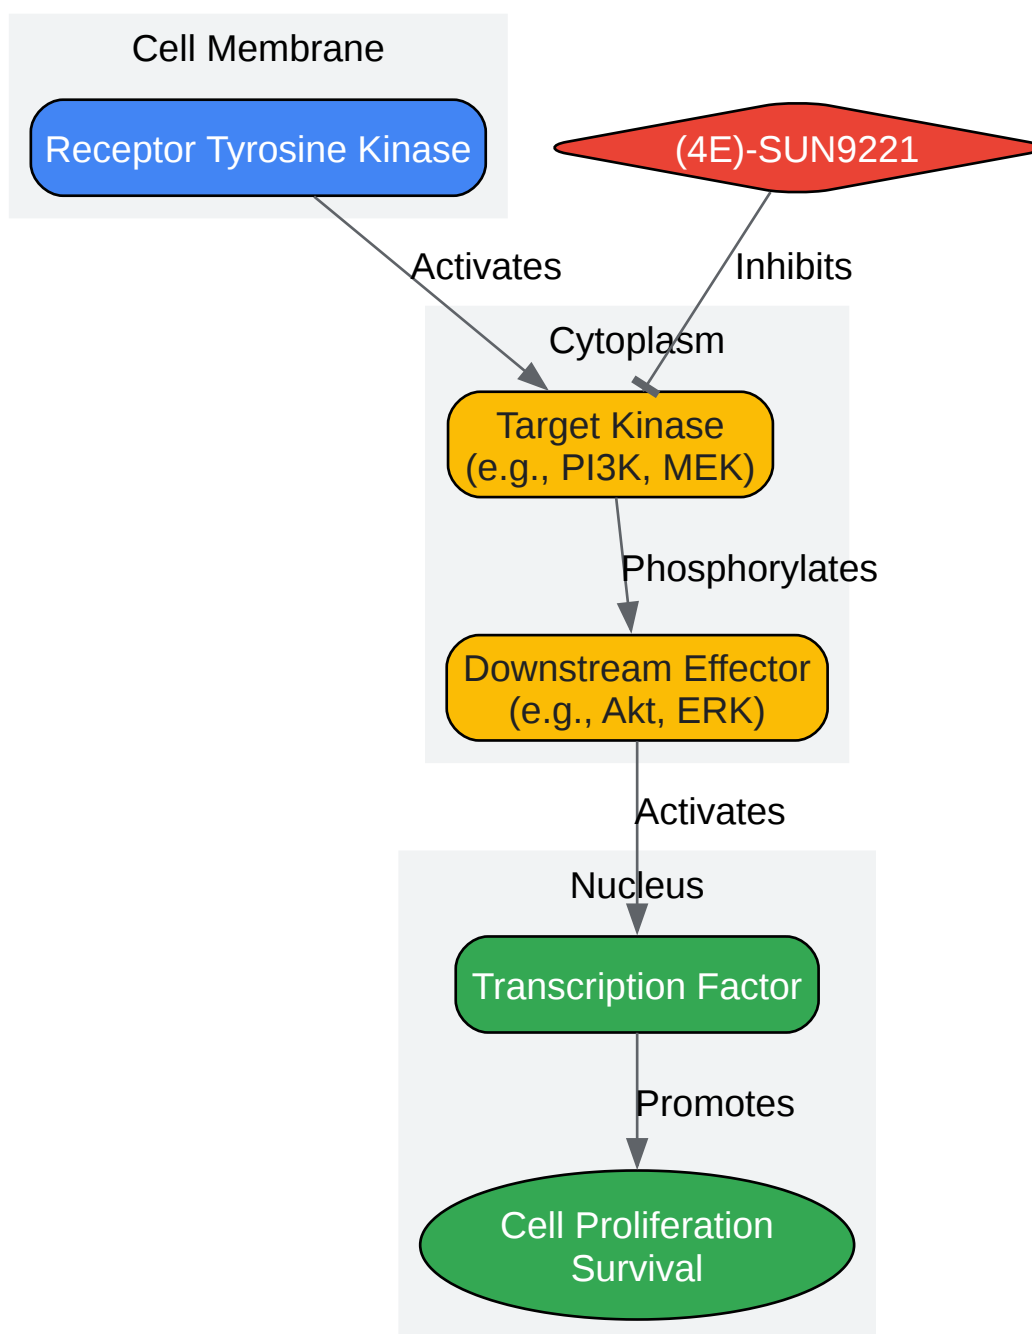 Cell Membrane
Receptor Tyrosine Kinase
(4E)-SUN9221
Activates
Inhibits
Cytoplasm
Target Kinase
(e.g., PI3K, MEK)
Phosphorylates
Downstream Effector
(e.g., Akt, ERK)
Activates
Nucleus
Transcription Factor
Promotes
Cell Proliferation
Survival